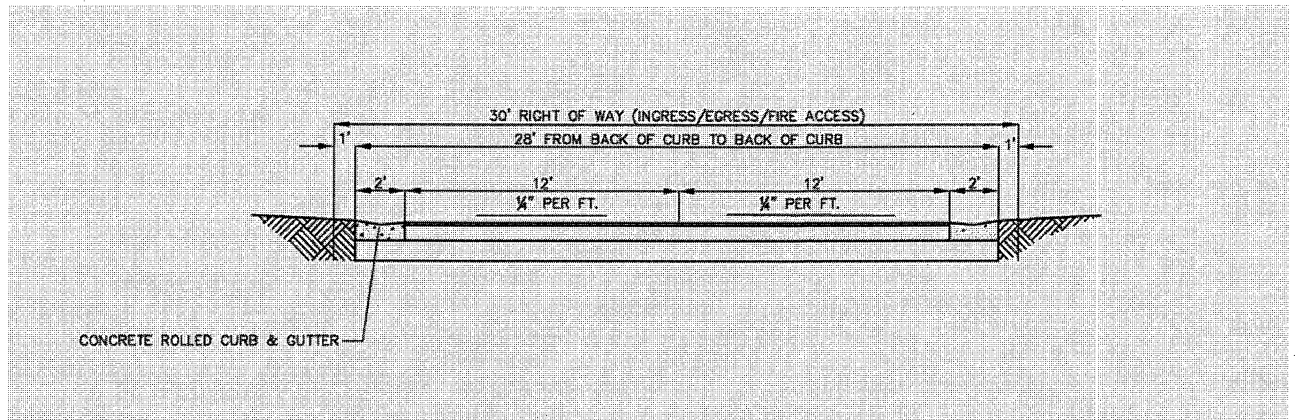 30' RIGHT OF WAY (INGRESS/EGRESS/FIRE ACCESS)
1'
28' FROM BACK OF CURB TO BACK OF CURB
1'
2'
12'
12'
2'
¼" PER FT.
¼" PER FT.
CONCRETE ROLLED CURB & GUTTER